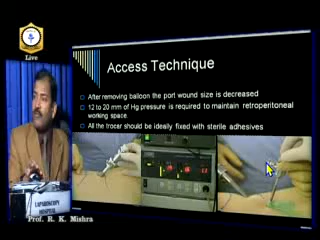 Live
Access Technique
After removing balloon the port wound size is decreased
12 to 20 mm of Hg pressure is required to maintain retroperitoneal
working space.
All the trocar should be ideally fixed with sterile adhesives
LAPAROSCOPY
HOSPITAL
Prof. R. K. Mishra